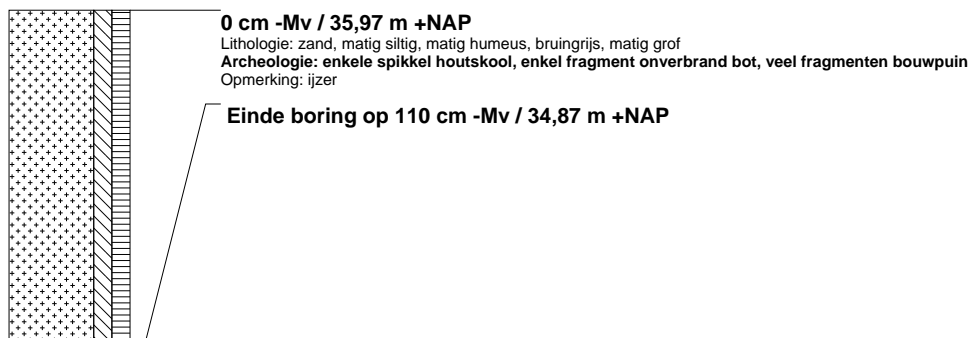 0 cm -Mv / 35,97 m +NAP
Lithologie: zand, matig siltig, matig humeus, bruingrijs, matig grof
Archeologie: enkele spikkel houtskool, enkel fragment onverbrand bot, veel fragmenten bouwpuin
Opmerking: ijzer
Einde boring op 110 cm -Mv / 34,87 m +NAP